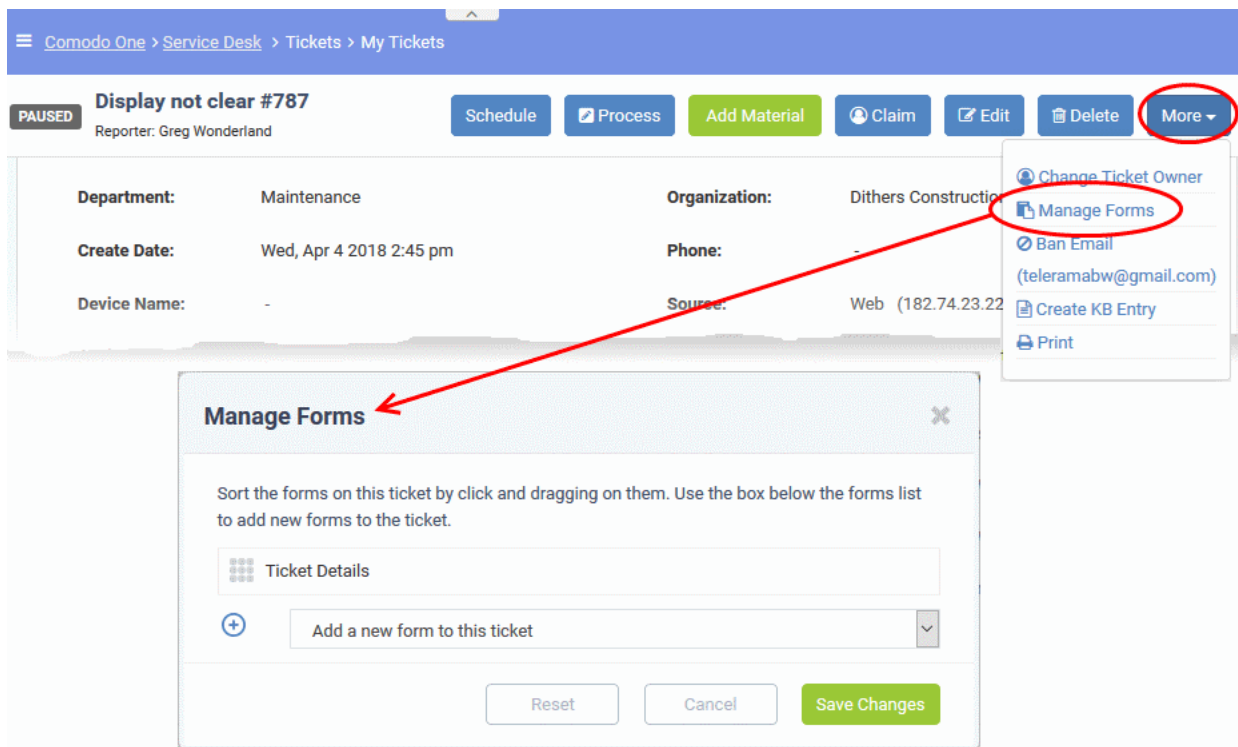 Comodo One > Service Desk > Tickets > My Tickets
PAUSED
Display not clear #787
Reporter: Greg Wonderland
Schedule
Process
Add Material
Claim
Edit
Delete
More
Change Ticket Owner
Manage Forms
Ban Email
(teleramabw@gmail.com)
Create KB Entry
Print
Department: Maintenance
Organization: Dithers Construction
Create Date: Wed, Apr 4 2018 2:45 pm
Phone: -
Device Name: -
Source: Web (182.74.23.22
Manage Forms
Sort the forms on this ticket by click and dragging on them. Use the box below the forms list
to add new forms to the ticket.
Ticket Details
Add a new form to this ticket
Reset
Cancel
Save Changes